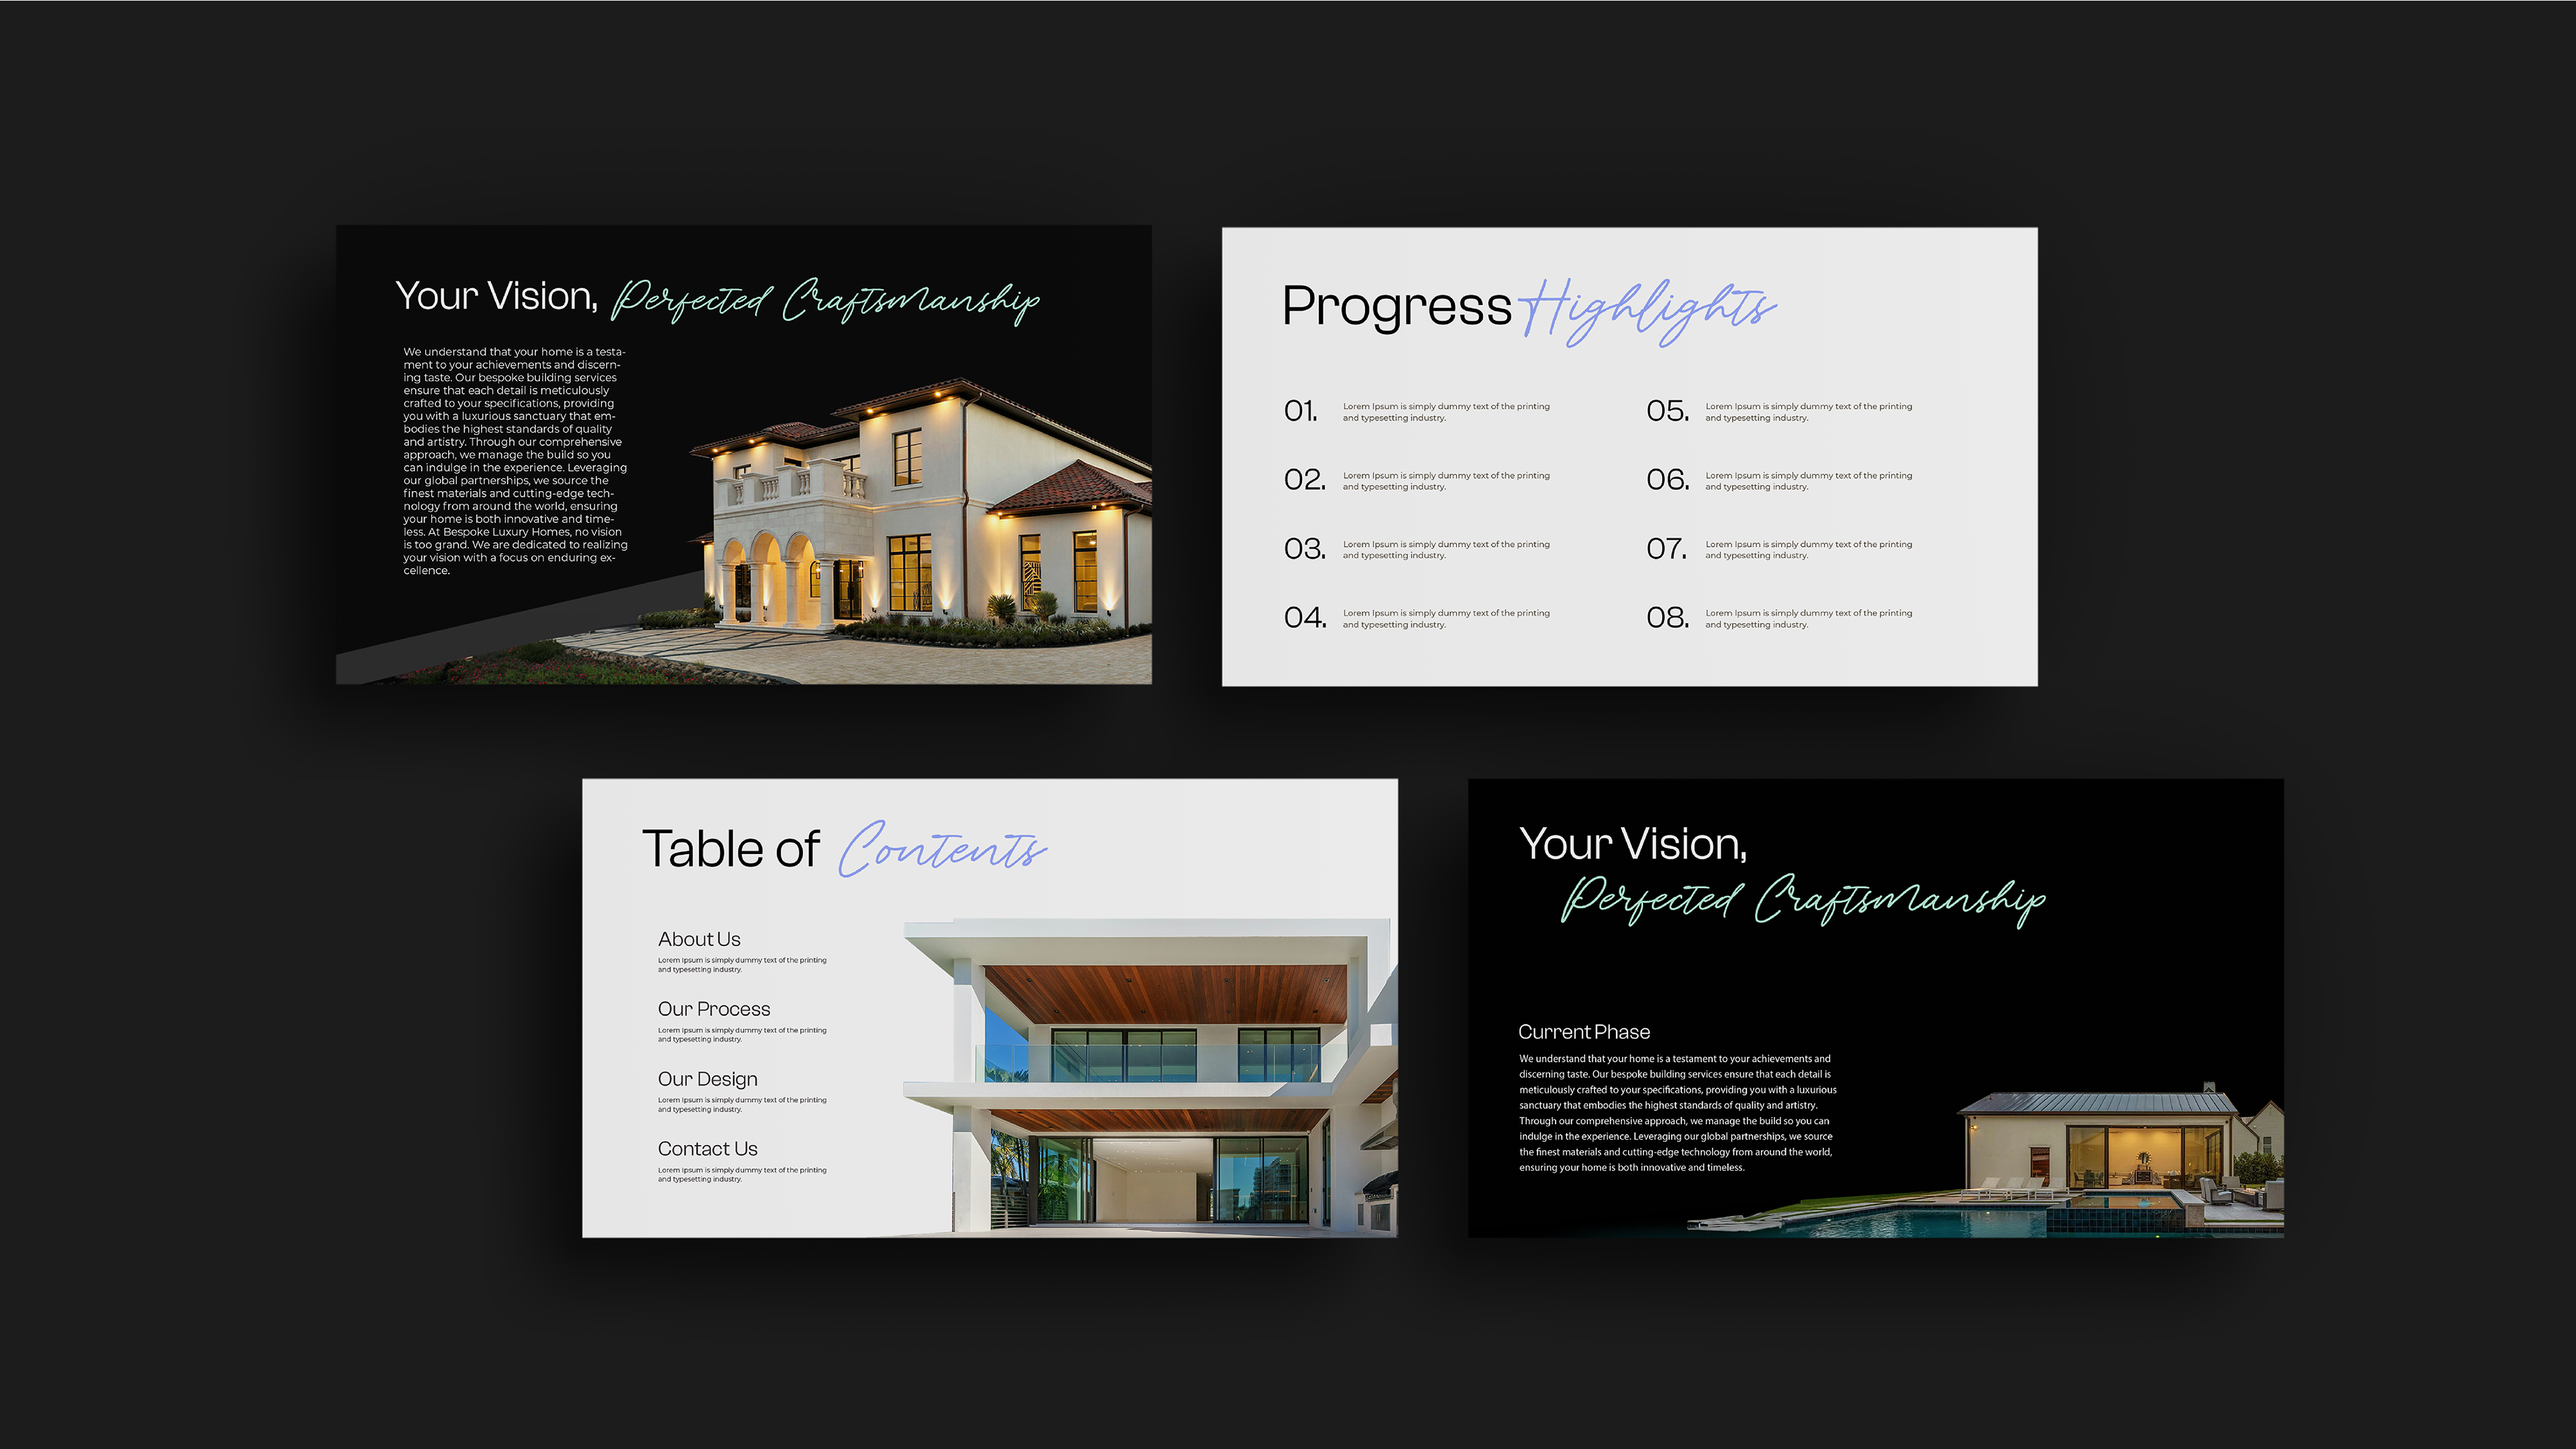 Your Vision, Perfected Craftsmanship
We understand that your home is a testa-
ment to your achievements and discern-
ing taste. Our bespoke building services
ensure that each detail is meticulously
crafted to your specifications, providing
you with a luxurious sanctuary that em-
bodies the highest standards of quality
and artistry. Through our comprehensive
approach, we manage the build so you
can indulge in the experience. Leveraging
our global partnerships, we source the
finest materials and cutting-edge tech-
nology from around the world, ensuring
your home is both innovative and time-
less. At Bespoke Luxury Homes, no vision
is too grand. We are dedicated to realizing
your vision with a focus on enduring ex-
cellence.
Progress Highlights
01. Lorem Ipsum is simply dummy text of the printing
and typesetting industry.
02. Lorem Ipsum is simply dummy text of the printing
and typesetting industry.
03. Lorem Ipsum is simply dummy text of the printing
and typesetting industry.
04. Lorem Ipsum is simply dummy text of the printing
and typesetting industry.
05. Lorem Ipsum is simply dummy text of the printing
and typesetting industry.
06. Lorem Ipsum is simply dummy text of the printing
and typesetting industry.
07. Lorem Ipsum is simply dummy text of the printing
and typesetting industry.
08. Lorem Ipsum is simply dummy text of the printing
and typesetting industry.
Table of Contents
About Us
Lorem Ipsum is simply dummy text of the printing
and typesetting industry.
Our Process
Lorem Ipsum is simply dummy text of the printing
and typesetting industry.
Our Design
Lorem Ipsum is simply dummy text of the printing
and typesetting industry.
Contact Us
Lorem Ipsum is simply dummy text of the printing
and typesetting industry.
Your Vision,
Perfected Craftsmanship
Current Phase
We understand that your home is a testament to your achievements and
discerning taste. Our bespoke building services ensure that each detail is
meticulously crafted to your specifications, providing you with a luxurious
sanctuary that embodies the highest standards of quality and artistry.
Through our comprehensive approach, we manage the build so you can
indulge in the experience. Leveraging our global partnerships, we source
the finest materials and cutting-edge technology from around the world,
ensuring your home is both innovative and timeless.